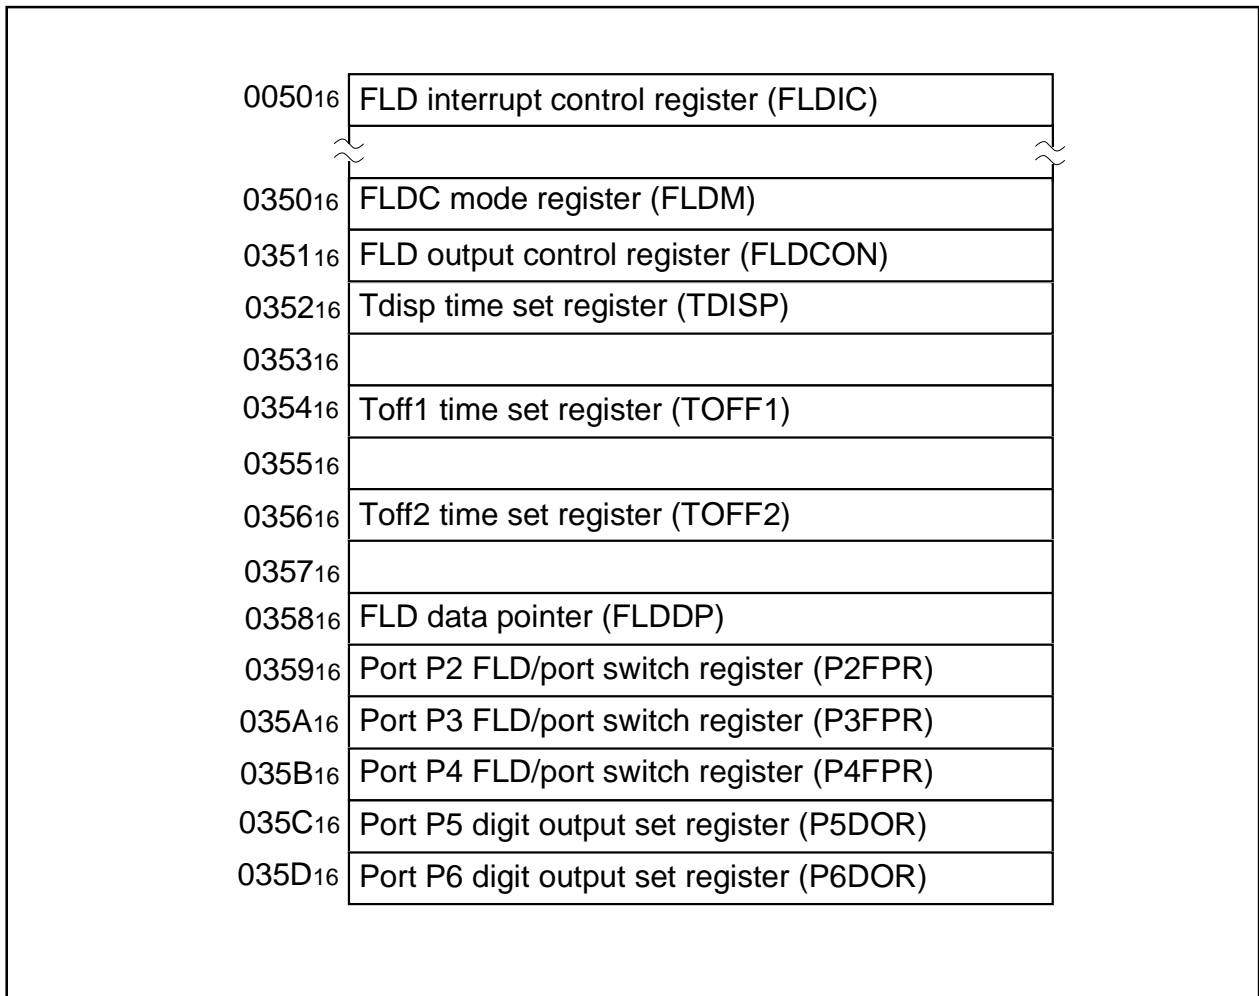 005016 FLD interrupt control register (FLDIC)
035016 FLDC mode register (FLDM)
035116 FLD output control register (FLDCON)
035216 Tdisp time set register (TDISP)
035316
035416 Toff1 time set register (TOFF1)
035516
035616 Toff2 time set register (TOFF2)
035716
035816 FLD data pointer (FLDDP)
035916 Port P2 FLD/port switch register (P2FPR)
035A16 Port P3 FLD/port switch register (P3FPR)
035B16 Port P4 FLD/port switch register (P4FPR)
035C16 Port P5 digit output set register (P5DOR)
035D16 Port P6 digit output set register (P6DOR)